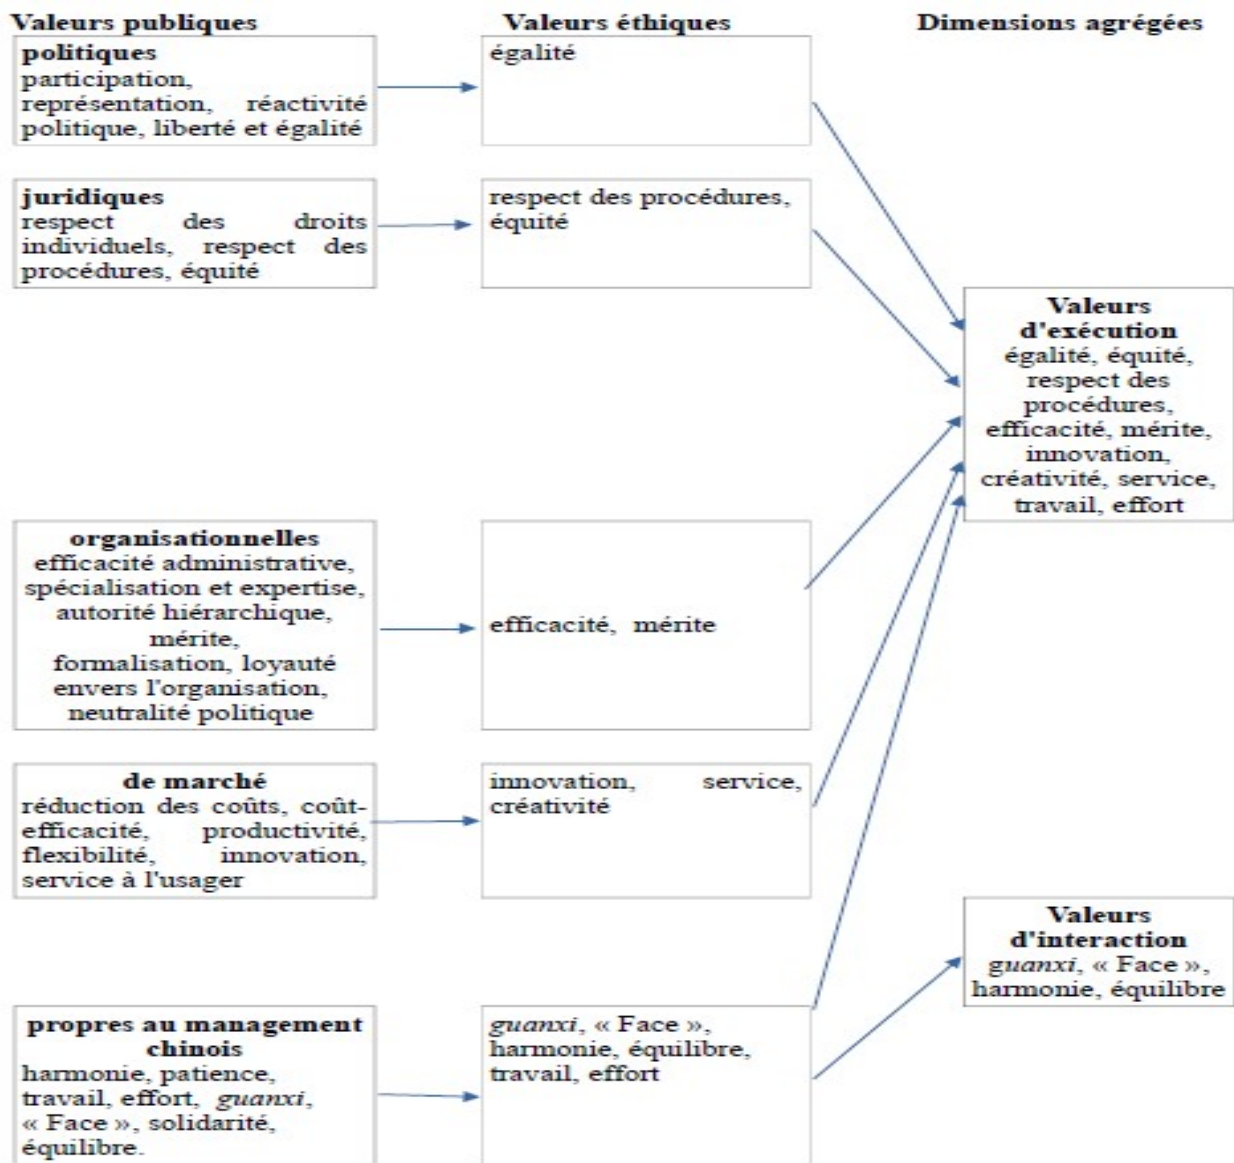 Valeurs publiques
Valeurs éthiques
Dimensions agrégées
politiques
participation,
représentation, réactivité
politique, liberté et égalité
égalité
juridiques
respect des droits
individuels, respect des
procédures, équité
respect des procédures,
équité
Valeurs
d'exécution
égalité, équité,
respect des
procédures,
efficacité, mérite,
innovation,
créativité, service,
travail, effort
organisationnelles
efficacité administrative,
spécialisation et expertise,
autorité hiérarchique,
mérite,
formalisation, loyauté
envers l'organisation,
neutralité politique
efficacité, mérite
de marché
réduction des coûts, coût-
efficacité, productivité,
flexibilité, innovation,
service à l'usager
innovation, service,
créativité
Valeurs
d'interaction
guanxi, « Face »,
harmonie, équilibre
propres au management
chinois
harmonie, patience,
travail, effort, guanxi,
« Face », solidarité,
équilibre.
guanxi, « Face »,
harmonie, équilibre,
travail, effort